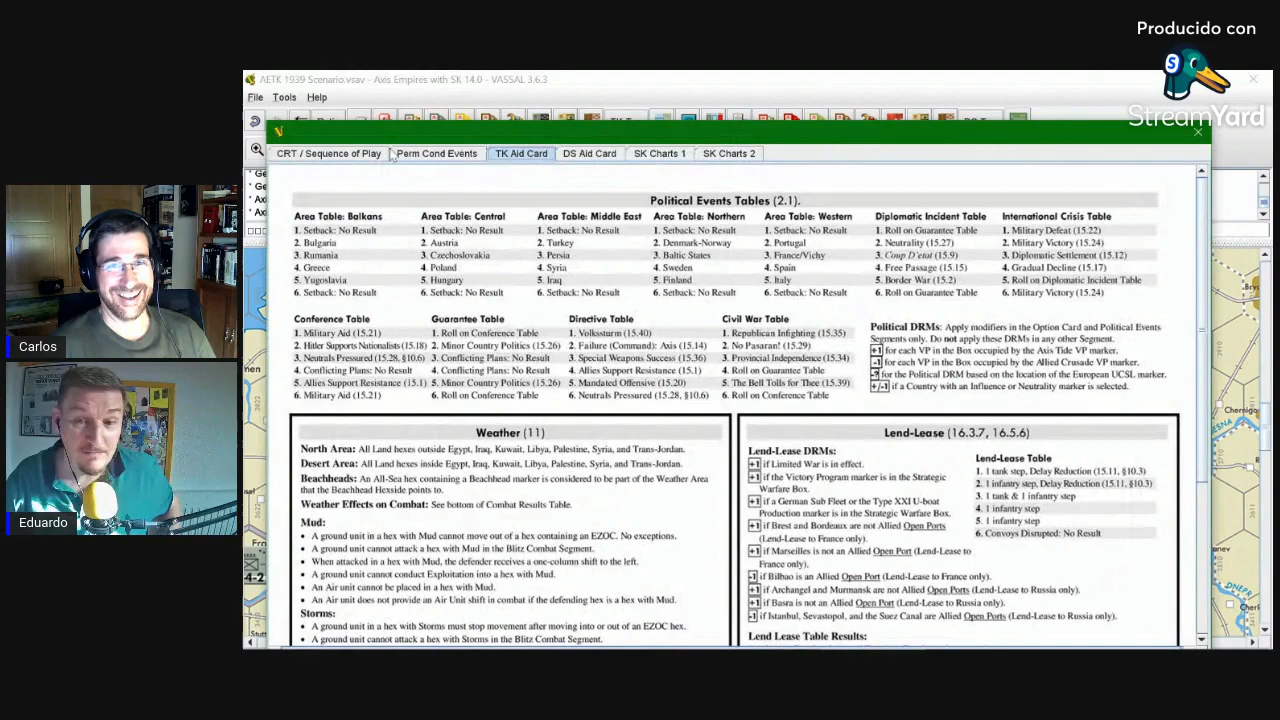 Producido con
StreamYard
AETK 1939 Scenario.vsav - Axis Empires with SK 14.0 - VASSAL 3.6.3
File Tools Help
CRT / Sequence of Play
Perm Cond Events
TK Aid Card
DS Aid Card
SK Charts 1
SK Charts 2
Political Events Tables (2.1).
Area Table: Balkans
1. Setback: No Result
2. Bulgaria
3. Rumania
4. Greece
5. Yugoslavia
6. Setback: No Result
Area Table: Central
1. Setback: No Result
2. Austria
3. Czechoslovakia
4. Poland
5. Hungary
6. Setback: No Result
Area Table: Middle East
1. Setback: No Result
2. Turkey
3. Persia
4. Syria
5. Iraq
6. Setback: No Result
Area Table: Northern
1. Setback: No Result
2. Denmark-Norway
3. Baltic States
4. Sweden
5. Finland
6. Setback: No Result
Area Table: Western
1. Setback: No Result
2. Portugal
3. France/Vichy
4. Spain
5. Italy
6. Setback: No Result
Diplomatic Incident Table
1. Roll on Guarantee Table
2. Neutrality (15.27)
3. Coup D'etat (15.9)
4. Free Passage (15.15)
5. Border War (15.2)
6. Roll on Guarantee Table
International Crisis Table
1. Military Defeat (15.22)
2. Military Victory (15.24)
3. Diplomatic Settlement (15.12)
4. Gradual Decline (15.17)
5. Roll on Diplomatic Incident Table
6. Military Victory (15.24)
Conference Table
1. Military Aid (15.21)
2. Hitler Supports Nationalists (15.18)
3. Neutrals Pressured (15.28, §10.6)
4. Conflicting Plans: No Result
5. Allies Support Resistance (15.1)
6. Military Aid (15.21)
Guarantee Table
1. Roll on Conference Table
2. Minor Country Politics (15.26)
3. Conflicting Plans: No Result
4. Conflicting Plans: No Result
5. Minor Country Politics (15.26)
6. Roll on Conference Table
Directive Table
1. Volkssturm (15.40)
2. Failure (Command): Axis (15.14)
3. Special Weapons Success (15.36)
4. Allies Support Resistance (15.1)
5. Mandated Offensive (15.20)
6. Neutrals Pressured (15.28, §10.6)
Civil War Table
1. Republican Infighting (15.35)
2. No Pasaran! (15.29)
3. Provincial Independence (15.34)
4. Roll on Guarantee Table
5. The Bell Tolls for Thee (15.39)
6. Roll on Conference Table
Political DRMs: Apply modifiers in the Option Card and Political Events
Segments only. Do not apply these DRMs in any other Segment.
+1 for each VP in the Box occupied by the Axis Tide VP marker.
-1 for each VP in the Box occupied by the Allied Crusade VP marker.
-? for the Political DRM based on the location of the European UCSL marker.
+/-1 if a Country with an Influence or Neutrality marker is selected.
Weather (11)
North Area: All Land hexes outside Egypt, Iraq, Kuwait, Libya, Palestine, Syria, and Trans-Jordan.
Desert Area: All Land hexes inside Egypt, Iraq, Kuwait, Libya, Palestine, Syria, and Trans-Jordan.
Beachheads: An All-Sea hex containing a Beachhead marker is considered to be part of the Weather Area
that the Beachhead Hexside points to.
Weather Effects on Combat: See bottom of Combat Results Table.
Mud:
• A ground unit in a hex with Mud cannot move out of a hex containing an EZOC. No exceptions.
• A ground unit cannot attack a hex with Mud in the Blitz Combat Segment.
• When attacked in a hex with Mud, the defender receives a one-column shift to the left.
• A ground unit cannot conduct Exploitation into a hex with Mud.
• An Air unit cannot be placed in a hex with Mud.
• An Air unit does not provide an Air Unit shift in combat if the defending hex is a hex with Mud.
Storms:
• A ground unit in a hex with Storms must stop movement after moving into or out of an EZOC hex.
• A ground unit cannot attack a hex with Storms in the Blitz Combat Segment.
Lend-Lease (16.3.7, 16.5.6)
Lend-Lease DRMs:
+1 if Limited War is in effect.
+1 if the Victory Program marker is in the Strategic
Warfare Box.
+1 if a German Sub Fleet or the Type XXI U-boat
Production marker is in the Strategic Warfare Box.
+1 if Brest and Bordeaux are not Allied Open Ports
(Lend-Lease to France only).
+1 if Marseilles is not an Allied Open Port (Lend-Lease to
France only).
-1 if Bilbao is an Allied Open Port (Lend-Lease to France only).
+1 if Archangel and Murmansk are not Allied Open Ports (Lend-Lease to Russia only).
+1 if Basra is not an Allied Open Port (Lend-Lease to Russia only).
-1 if Istanbul, Sevastopol, and the Suez Canal are Allied Open Ports (Lend-Lease to Russia only).
Lend Lease Table Results:
Lend-Lease Table
1. 1 tank step, Delay Reduction (15.11, §10.3)
2. 1 infantry step, Delay Reduction (15.11, §10.3)
3. 1 tank & 1 infantry step
4. 1 infantry step
5. 1 infantry step
6. Convoys Disrupted: No Result
Carlos
Eduardo